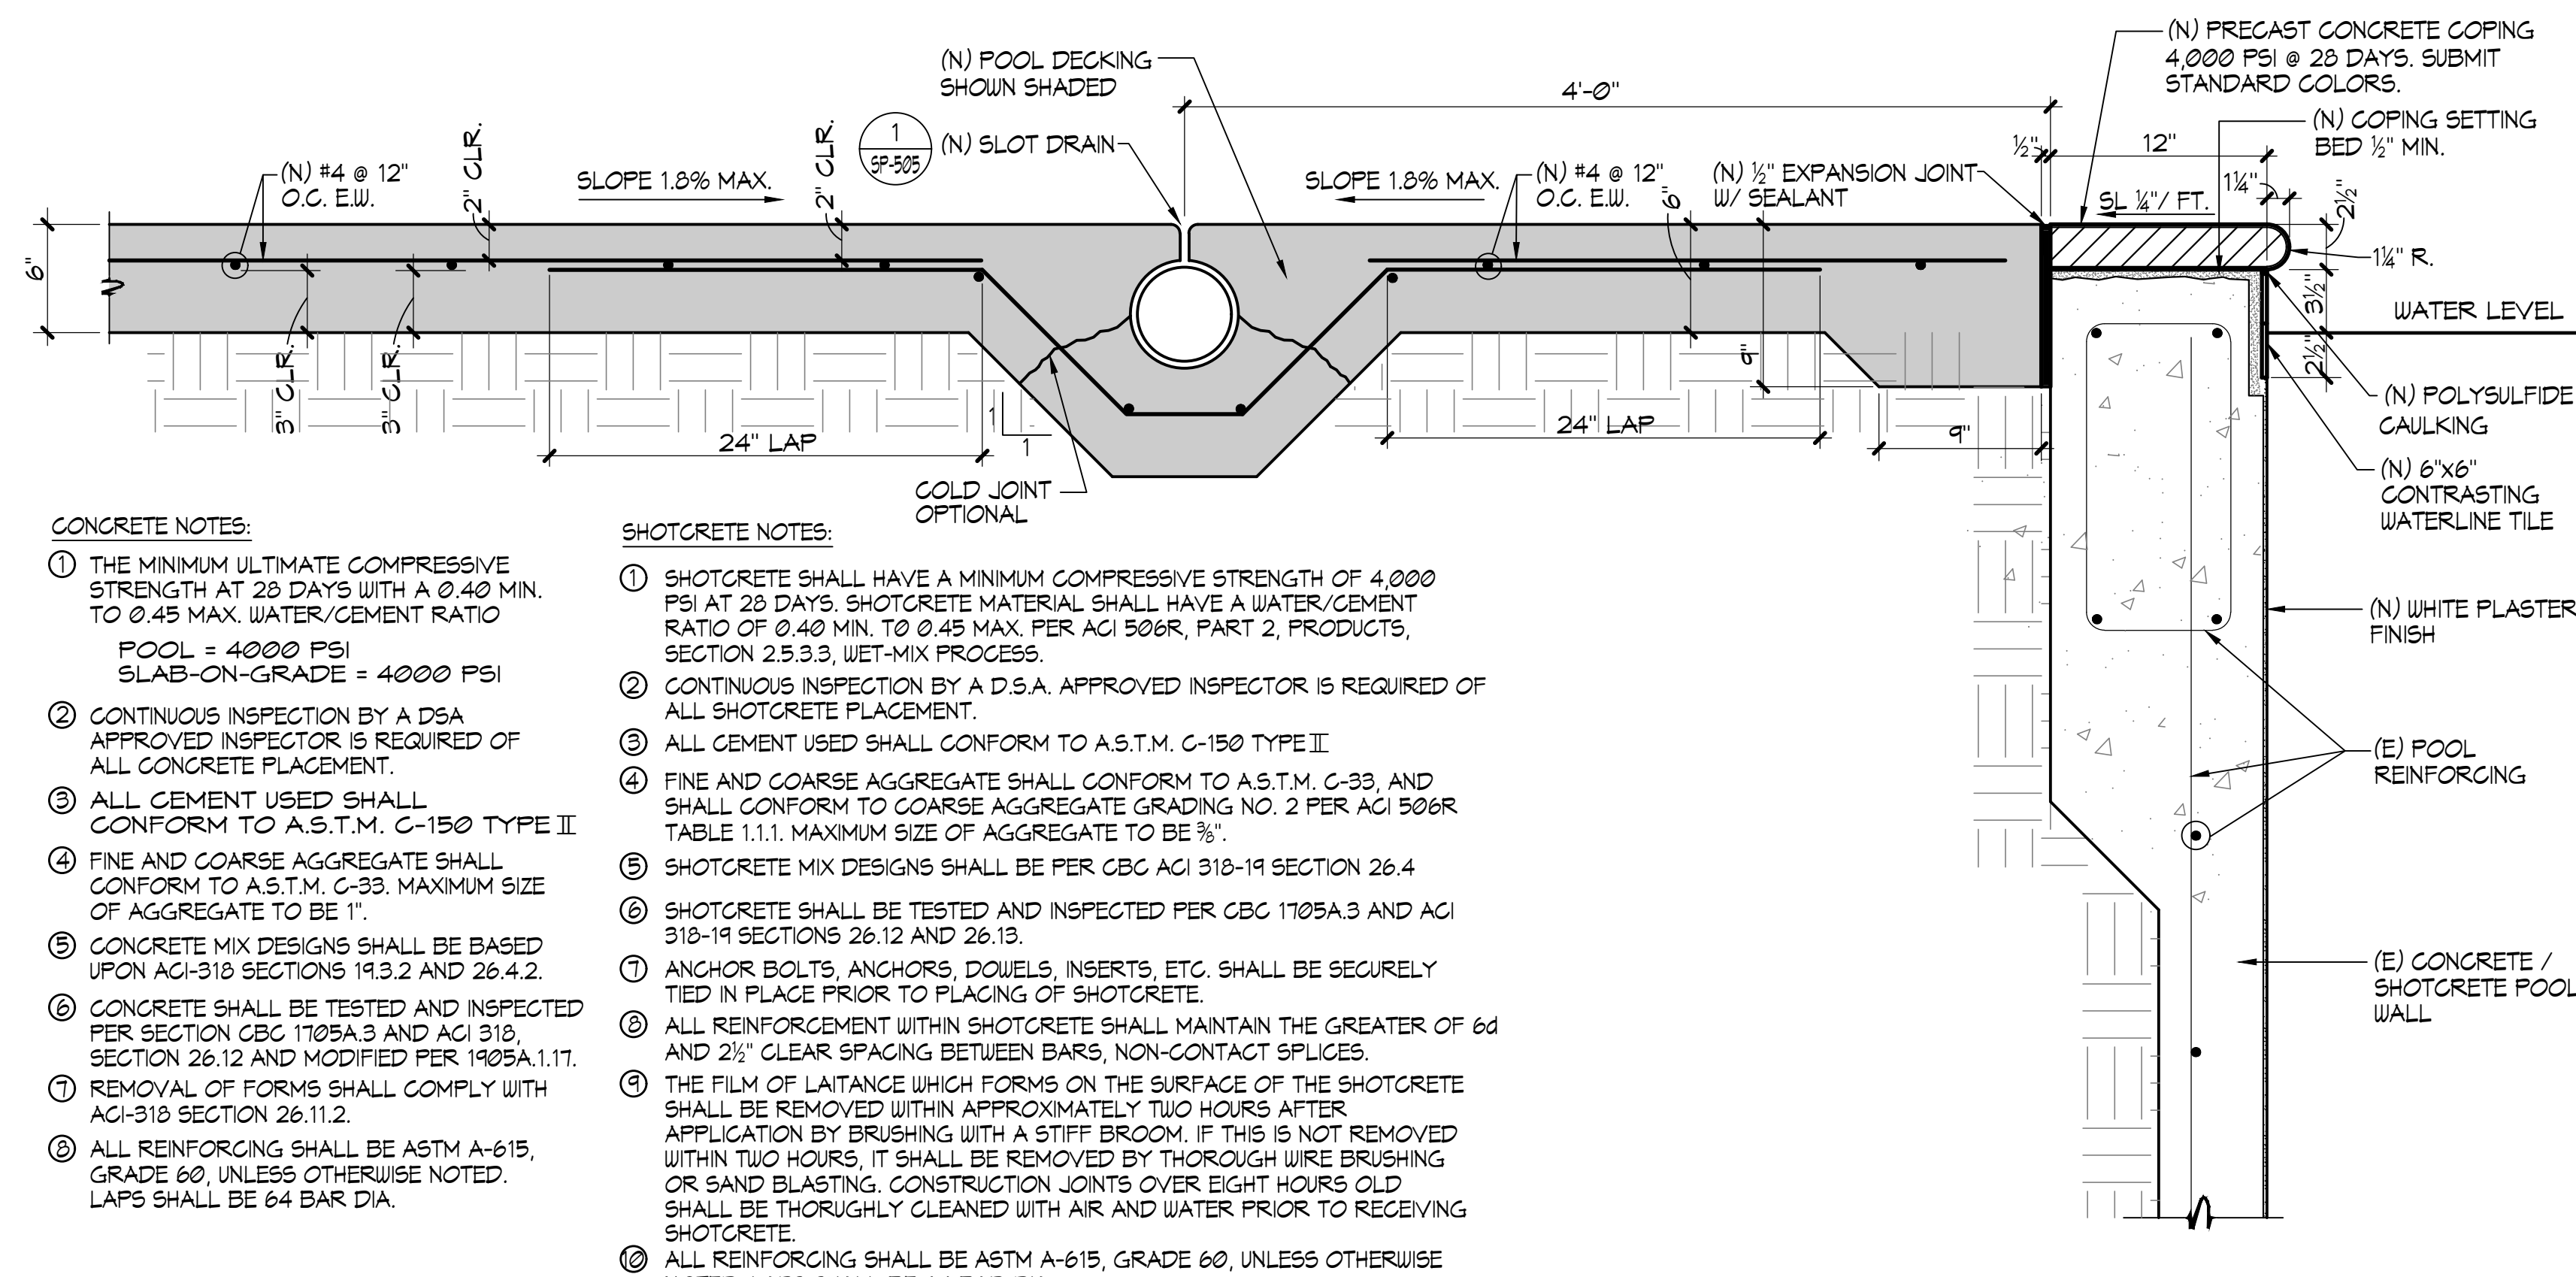 (N) POOL DECKING
SHOWN SHADED
4'-0"
(N) PRECAST CONCRETE COPING
4,000 PSI @ 28 DAYS. SUBMIT
STANDARD COLORS.
(N) COPING SETTING
BED ½" MIN.
1
SP-505
(N) SLOT DRAIN
2" CLR.
2" CLR.
(N) #4 @ 12"
O.C. E.W.
SLOPE 1.8% MAX.
SLOPE 1.8% MAX.
(N) #4 @ 12"
O.C. E.W.
6"
(N) ½" EXPANSION JOINT
W/ SEALANT
½"
12"
1¼"
SL ¼"/ FT.
2½"
1¼" R.
6"
3½"
WATER LEVEL
2½"
3" CLR.
3" CLR.
9"
(N) POLYSULFIDE
CAULKING
24" LAP
1
1
24" LAP
9"
(N) 6"x6"
CONTRASTING
WATERLINE TILE
COLD JOINT
OPTIONAL
(N) WHITE PLASTER
FINISH
(E) POOL
REINFORCING
(E) CONCRETE /
SHOTCRETE POOL
WALL
CONCRETE NOTES:
1 THE MINIMUM ULTIMATE COMPRESSIVE
STRENGTH AT 28 DAYS WITH A 0.40 MIN.
TO 0.45 MAX. WATER/CEMENT RATIO
POOL = 4000 PSI
SLAB-ON-GRADE = 4000 PSI
2 CONTINUOUS INSPECTION BY A DSA
APPROVED INSPECTOR IS REQUIRED OF
ALL CONCRETE PLACEMENT.
3 ALL CEMENT USED SHALL
CONFORM TO A.S.T.M. C-150 TYPE II
4 FINE AND COARSE AGGREGATE SHALL
CONFORM TO A.S.T.M. C-33. MAXIMUM SIZE
OF AGGREGATE TO BE 1".
5 CONCRETE MIX DESIGNS SHALL BE BASED
UPON ACI-318 SECTIONS 19.3.2 AND 26.4.2.
6 CONCRETE SHALL BE TESTED AND INSPECTED
PER SECTION CBC 1705A.3 AND ACI 318,
SECTION 26.12 AND MODIFIED PER 1905A.1.17.
7 REMOVAL OF FORMS SHALL COMPLY WITH
ACI-318 SECTION 26.11.2.
8 ALL REINFORCING SHALL BE ASTM A-615,
GRADE 60, UNLESS OTHERWISE NOTED.
LAPS SHALL BE 64 BAR DIA.
SHOTCRETE NOTES:
1 SHOTCRETE SHALL HAVE A MINIMUM COMPRESSIVE STRENGTH OF 4,000
PSI AT 28 DAYS. SHOTCRETE MATERIAL SHALL HAVE A WATER/CEMENT
RATIO OF 0.40 MIN. TO 0.45 MAX. PER ACI 506R, PART 2, PRODUCTS,
SECTION 2.5.3.3, WET-MIX PROCESS.
2 CONTINUOUS INSPECTION BY A D.S.A. APPROVED INSPECTOR IS REQUIRED OF
ALL SHOTCRETE PLACEMENT.
3 ALL CEMENT USED SHALL CONFORM TO A.S.T.M. C-150 TYPE II
4 FINE AND COARSE AGGREGATE SHALL CONFORM TO A.S.T.M. C-33, AND
SHALL CONFORM TO COARSE AGGREGATE GRADING NO. 2 PER ACI 506R
TABLE 1.1.1. MAXIMUM SIZE OF AGGREGATE TO BE ⅜".
5 SHOTCRETE MIX DESIGNS SHALL BE PER CBC ACI 318-19 SECTION 26.4
6 SHOTCRETE SHALL BE TESTED AND INSPECTED PER CBC 1705A.3 AND ACI
318-19 SECTIONS 26.12 AND 26.13.
7 ANCHOR BOLTS, ANCHORS, DOWELS, INSERTS, ETC. SHALL BE SECURELY
TIED IN PLACE PRIOR TO PLACING OF SHOTCRETE.
8 ALL REINFORCEMENT WITHIN SHOTCRETE SHALL MAINTAIN THE GREATER OF 6d
AND 2½" CLEAR SPACING BETWEEN BARS, NON-CONTACT SPLICES.
9 THE FILM OF LAITANCE WHICH FORMS ON THE SURFACE OF THE SHOTCRETE
SHALL BE REMOVED WITHIN APPROXIMATELY TWO HOURS AFTER
APPLICATION BY BRUSHING WITH A STIFF BROOM. IF THIS IS NOT REMOVED
WITHIN TWO HOURS, IT SHALL BE REMOVED BY THOROUGH WIRE BRUSHING
OR SAND BLASTING. CONSTRUCTION JOINTS OVER EIGHT HOURS OLD
SHALL BE THORUGHLY CLEANED WITH AIR AND WATER PRIOR TO RECEIVING
SHOTCRETE.
10 ALL REINFORCING SHALL BE ASTM A-615, GRADE 60, UNLESS OTHERWISE